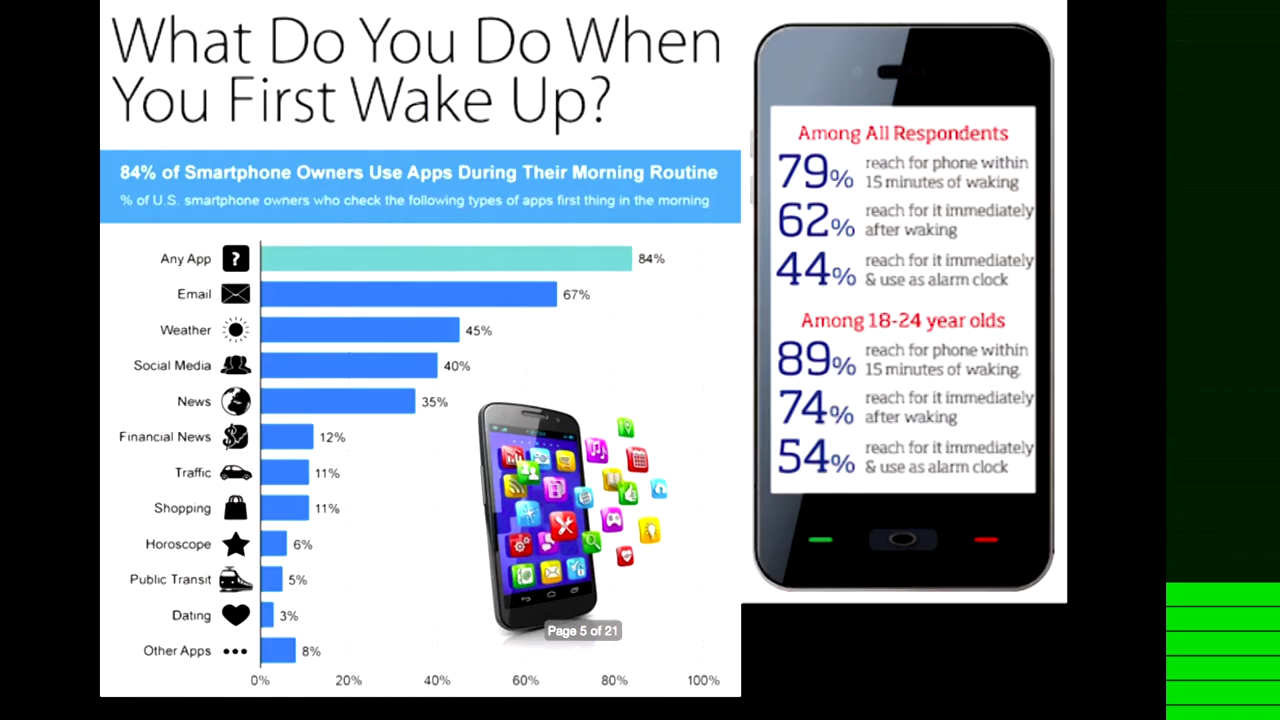 What Do You Do When
You First Wake Up?
84% of Smartphone Owners Use Apps During Their Morning Routine
% of U.S. smartphone owners who check the following types of apps first thing in the morning
Any App ? 84%
Email 67%
Weather 45%
Social Media 40%
News 35%
Financial News 12%
Traffic 11%
Shopping 11%
Horoscope 6%
Public Transit 5%
Dating 3%
Other Apps 8%
0% 20% 40% 60% 80% 100%
Page 5 of 21
Among All Respondents
79% reach for phone within
15 minutes of waking
62% reach for it immediately
after waking
44% reach for it immediately
& use as alarm clock
Among 18-24 year olds
89% reach for phone within
15 minutes of waking.
74% reach for it immediately
after waking
54% reach for it immediately
& use as alarm clock